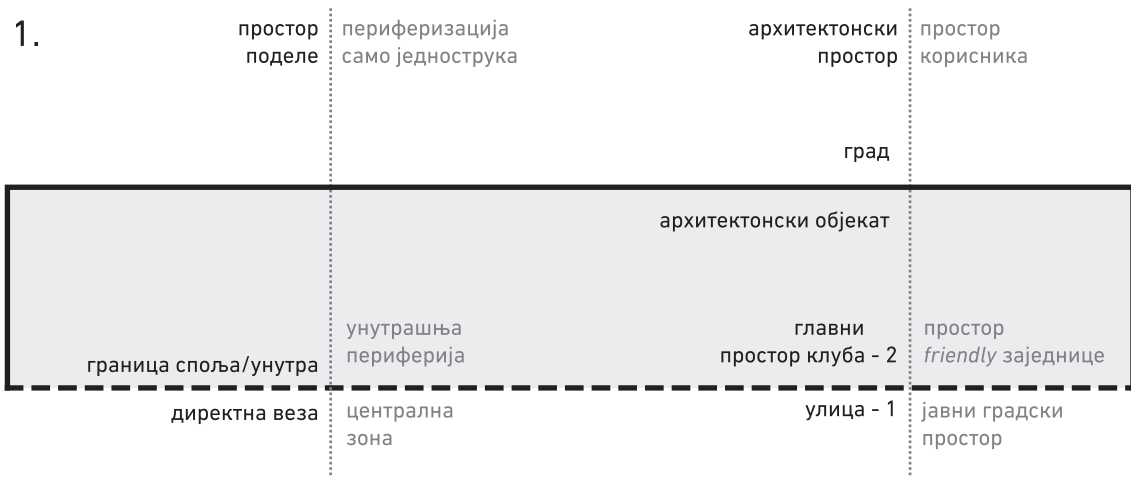 1.
простор
поделе
периферизација
само једнострука
архитектонски
простор
простор
корисника
град
архитектонски објекат
унутрашња
периферија
граница споља/унутра
главни
простор клуба - 2
простор
friendly заједнице
директна веза
централна
зона
улица - 1
јавни градски
простор